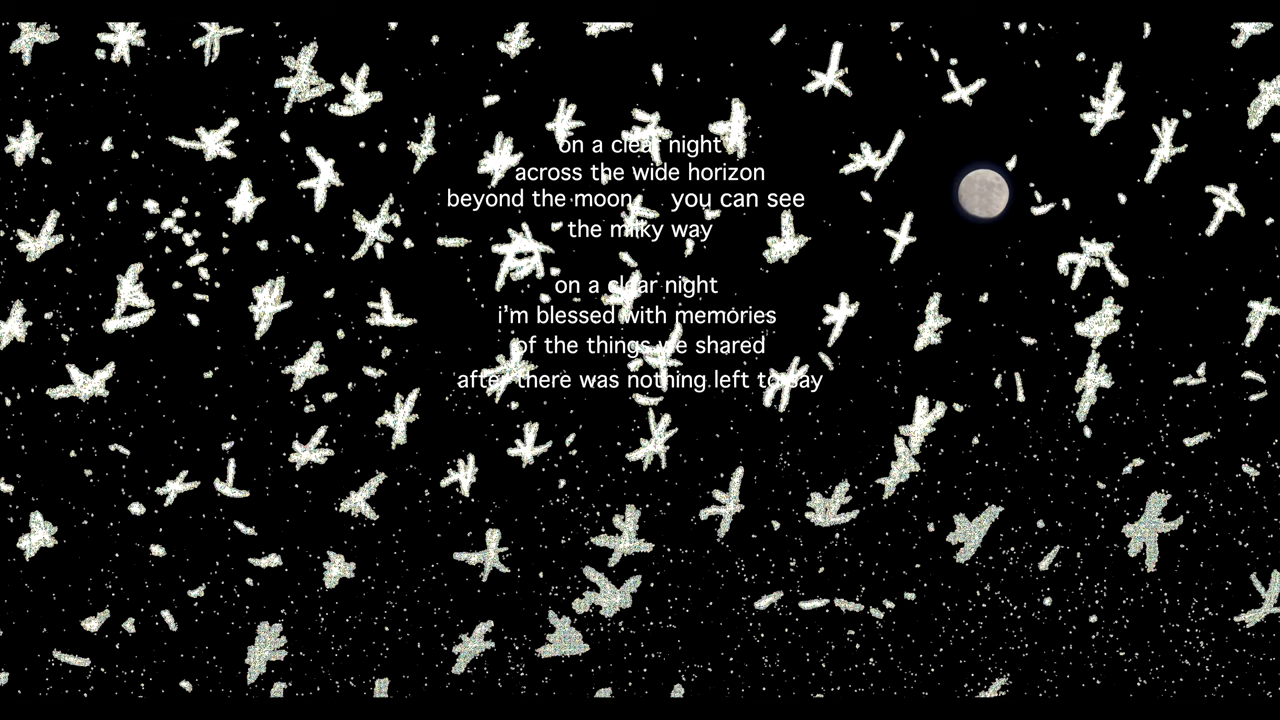 on a clear night
across the wide horizon
beyond the moon   you can see
the milky way
on a clear night
i'm blessed with memories
of the things we shared
after there was nothing left to say